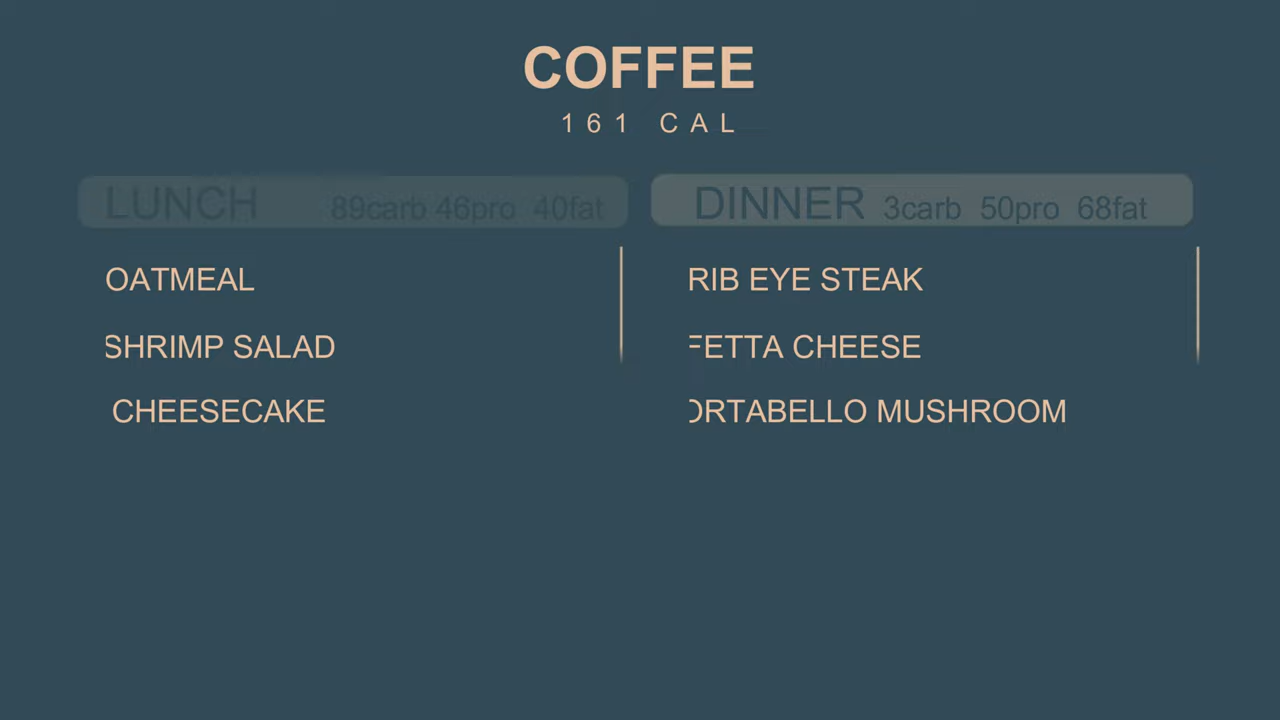 COFFEE
161 CAL
LUNCH 89carb 46pro 40fat
DINNER 3carb 50pro 68fat
OATMEAL
SHRIMP SALAD
CHEESECAKE
RIB EYE STEAK
FETTA CHEESE
ORTABELLO MUSHROOM